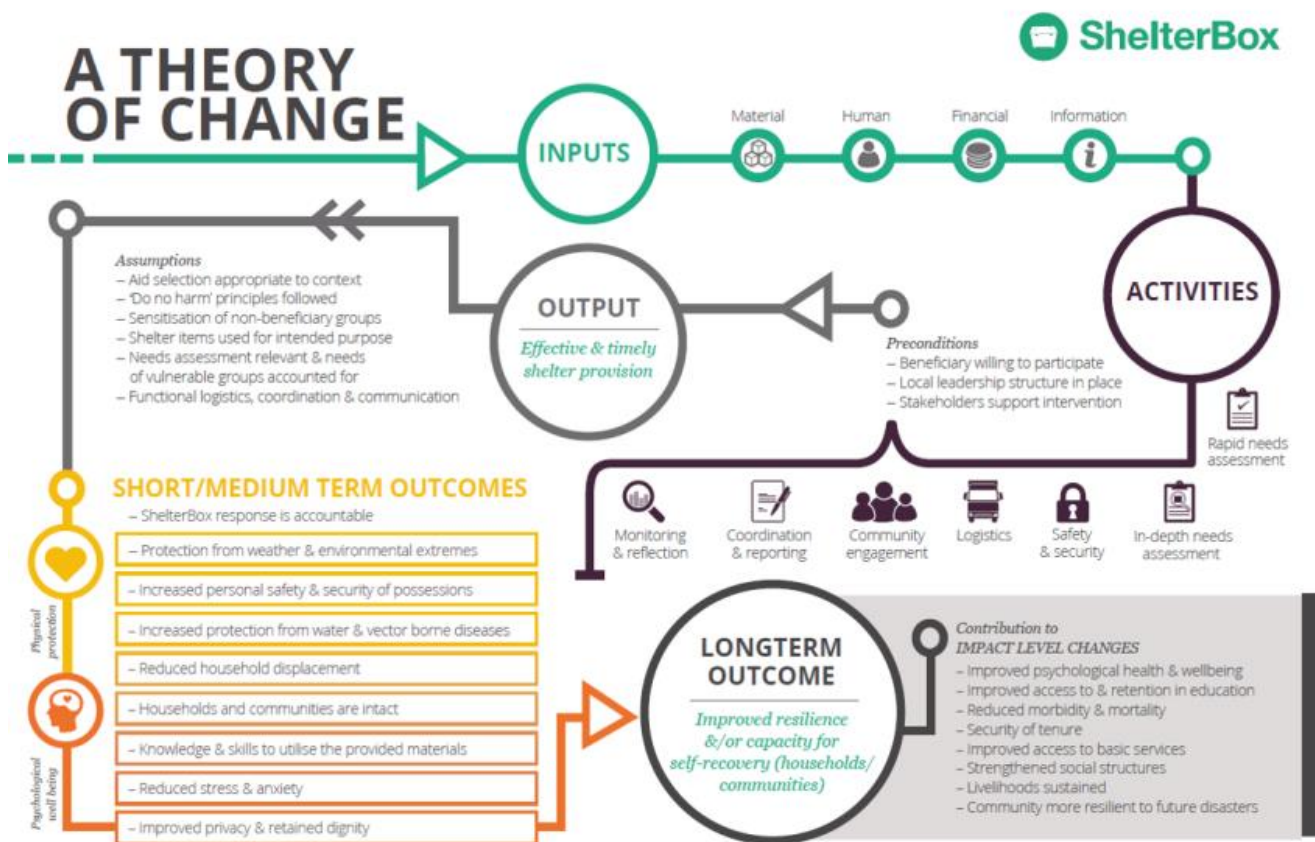 A THEORY
OF CHANGE
ShelterBox
INPUTS
Material
Human
Financial
Information
ACTIVITIES
Rapid needs
assessment
In-depth needs
assessment
Safety
& security
Logistics
Community
engagement
Coordination
& reporting
Monitoring
& reflection
Preconditions
– Beneficiary willing to participate
– Local leadership structure in place
– Stakeholders support intervention
OUTPUT
Effective & timely
shelter provision
Assumptions
– Aid selection appropriate to context
– ‘Do no harm’ principles followed
– Sensitisation of non-beneficiary groups
– Shelter items used for intended purpose
– Needs assessment relevant & needs
of vulnerable groups accounted for
– Functional logistics, coordination & communication
SHORT/MEDIUM TERM OUTCOMES
– ShelterBox response is accountable
– Protection from weather & environmental extremes
– Increased personal safety & security of possessions
– Increased protection from water & vector borne diseases
– Reduced household displacement
– Households and communities are intact
– Knowledge & skills to utilise the provided materials
– Reduced stress & anxiety
– Improved privacy & retained dignity
Physical
protection
Psychological
well being
LONGTERM
OUTCOME
Improved resilience
&/or capacity for
self-recovery (households/
communities)
Contribution to
IMPACT LEVEL CHANGES
– Improved psychological health & wellbeing
– Improved access to & retention in education
– Reduced morbidity & mortality
– Security of tenure
– Improved access to basic services
– Strengthened social structures
– Livelihoods sustained
– Community more resilient to future disasters